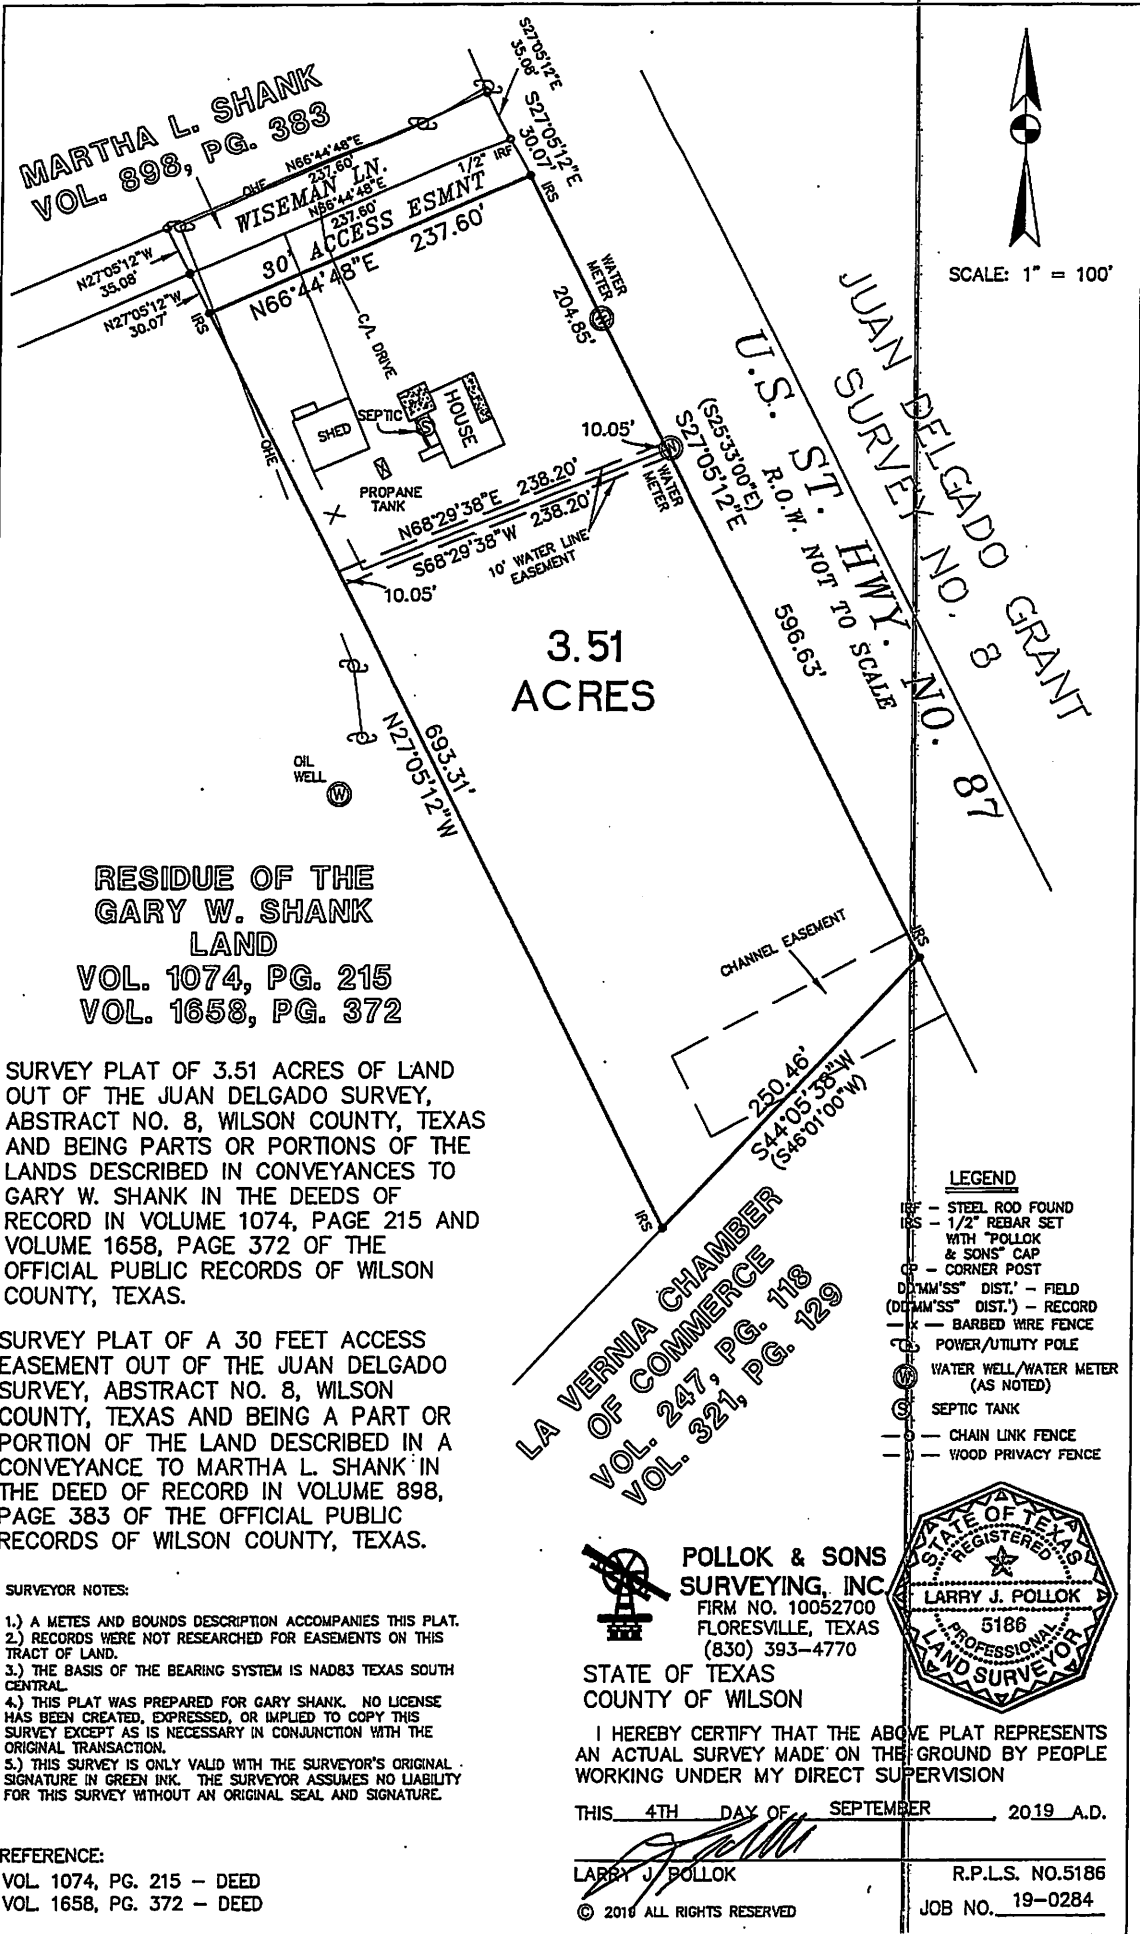 MARTHA L. SHANK
VOL. 898, PG. 383
S27°05'12"E
35.08'
S27°05'12"E
30.07'
OHE
N66°44'48"E
237.60'
WISEMAN LN.
N66°44'48"E
237.60'
1/2" IRF
30' ACCESS ESMNT
N66°44'48"E 237.60'
IRS
N27°05'12"W
35.08'
N27°05'12"W
30.07'
IRS
SCALE: 1" = 100'
WATER
METER
204.85'
C/L DRIVE
SHED
SEPTIC
S
HOUSE
PROPANE
TANK
OHE
10.05'
W
WATER
METER
N68°29'38"E 238.20'
S68°29'38"W 238.20'
10' WATER LINE
EASEMENT
10.05'
(S25°33'00"E)
S27°05'12"E
596.63'
U.S. ST. HWY. NO. 87
R.O.W. NOT TO SCALE
JUAN DELGADO GRANT
SURVEY NO. 8
3.51
ACRES
693.31'
N27°05'12"W
OIL
WELL
W
RESIDUE OF THE
GARY W. SHANK
LAND
VOL. 1074, PG. 215
VOL. 1658, PG. 372
CHANNEL EASEMENT
IRS
250.46'
S44°05'38"W
(S46°01'00"W)
IRS
LA VERNIA CHAMBER
OF COMMERCE
VOL. 247, PG. 118
VOL. 321, PG. 129
SURVEY PLAT OF 3.51 ACRES OF LAND
OUT OF THE JUAN DELGADO SURVEY,
ABSTRACT NO. 8, WILSON COUNTY, TEXAS
AND BEING PARTS OR PORTIONS OF THE
LANDS DESCRIBED IN CONVEYANCES TO
GARY W. SHANK IN THE DEEDS OF
RECORD IN VOLUME 1074, PAGE 215 AND
VOLUME 1658, PAGE 372 OF THE
OFFICIAL PUBLIC RECORDS OF WILSON
COUNTY, TEXAS.
SURVEY PLAT OF A 30 FEET ACCESS
EASEMENT OUT OF THE JUAN DELGADO
SURVEY, ABSTRACT NO. 8, WILSON
COUNTY, TEXAS AND BEING A PART OR
PORTION OF THE LAND DESCRIBED IN A
CONVEYANCE TO MARTHA L. SHANK IN
THE DEED OF RECORD IN VOLUME 898,
PAGE 383 OF THE OFFICIAL PUBLIC
RECORDS OF WILSON COUNTY, TEXAS.
SURVEYOR NOTES:
1.) A METES AND BOUNDS DESCRIPTION ACCOMPANIES THIS PLAT.
2.) RECORDS WERE NOT RESEARCHED FOR EASEMENTS ON THIS
TRACT OF LAND.
3.) THE BASIS OF THE BEARING SYSTEM IS NAD83 TEXAS SOUTH
CENTRAL.
4.) THIS PLAT WAS PREPARED FOR GARY SHANK. NO LICENSE
HAS BEEN CREATED, EXPRESSED, OR IMPLIED TO COPY THIS
SURVEY EXCEPT AS IS NECESSARY IN CONJUNCTION WITH THE
ORIGINAL TRANSACTION.
5.) THIS SURVEY IS ONLY VALID WITH THE SURVEYOR'S ORIGINAL
SIGNATURE IN GREEN INK. THE SURVEYOR ASSUMES NO LIABILITY
FOR THIS SURVEY WITHOUT AN ORIGINAL SEAL AND SIGNATURE.
REFERENCE:
VOL. 1074, PG. 215 – DEED
VOL. 1658, PG. 372 – DEED
LEGEND
IRF – STEEL ROD FOUND
IRS – 1/2" REBAR SET
WITH "POLLOK
& SONS" CAP
CP – CORNER POST
DD°MM'SS" DIST.' – FIELD
(DD°MM'SS" DIST.') – RECORD
— x — BARBED WIRE FENCE
POWER/UTILITY POLE
W WATER WELL/WATER METER
(AS NOTED)
S SEPTIC TANK
— CHAIN LINK FENCE
— WOOD PRIVACY FENCE
POLLOK & SONS
SURVEYING, INC.
FIRM NO. 10052700
FLORESVILLE, TEXAS
(830) 393-4770
STATE OF TEXAS
REGISTERED
LARRY J. POLLOK
5186
PROFESSIONAL
LAND SURVEYOR
STATE OF TEXAS
COUNTY OF WILSON
I HEREBY CERTIFY THAT THE ABOVE PLAT REPRESENTS
AN ACTUAL SURVEY MADE ON THE GROUND BY PEOPLE
WORKING UNDER MY DIRECT SUPERVISION
THIS 4TH DAY OF SEPTEMBER 2019 A.D.
LARRY J. POLLOK R.P.L.S. NO.5186
© 2019 ALL RIGHTS RESERVED JOB NO. 19-0284